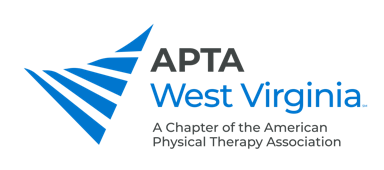 APTA
West Virginia
A Chapter of the American
Physical Therapy Association